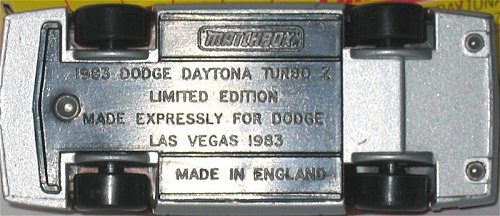 MATCHBOX
1983 DODGE DAYTONA TURBO Z
LIMITED EDITION
MADE EXPRESSLY FOR DODGE
LAS VEGAS 1983
MADE IN ENGLAND